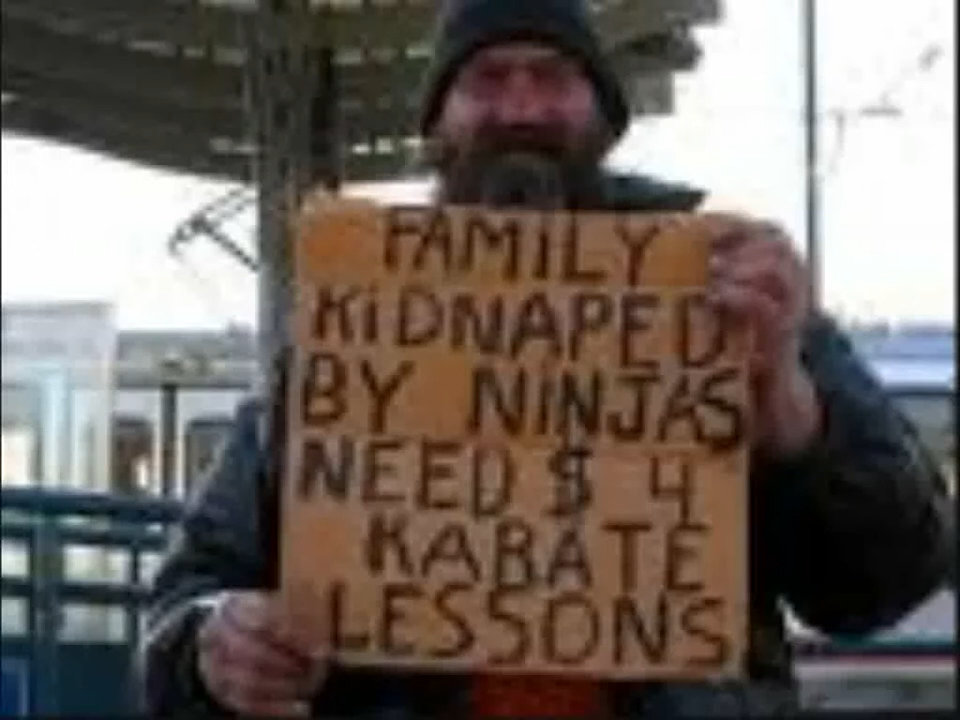 FAMiLY
KiDNAPED
BY NINJAS
NEED $ 4
KARATE
LESSONS